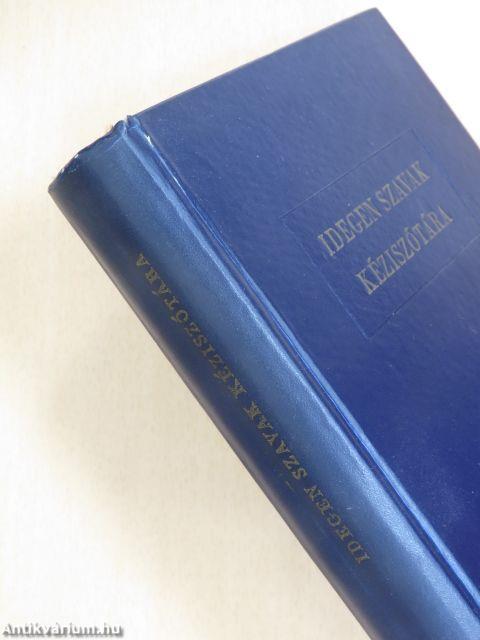 IDEGEN SZAVAK
KÉZISZÓTÁRA
IDEGEN SZAVAK KÉZISZÓTÁRA
Antikvárium.hu